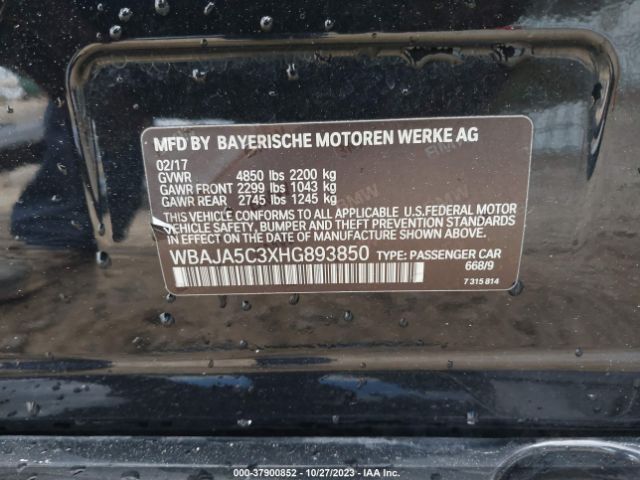 MFD BY BAYERISCHE MOTOREN WERKE AG
02/17
GVWR 4850 lbs 2200 kg
GAWR FRONT 2299 lbs 1043 kg
GAWR REAR 2745 lbs 1245 kg
THIS VEHICLE CONFORMS TO ALL APPLICABLE U.S.FEDERAL MOTOR
VEHICLE SAFETY, BUMPER AND THEFT PREVENTION STANDARDS
IN EFFECT ON THE DATE OF MANUFACTURE SHOWN ABOVE.
WBAJA5C3XHG893850 TYPE: PASSENGER CAR
668/9
7 315 814
000-37900852 - 10/27/2023 - IAA Inc.